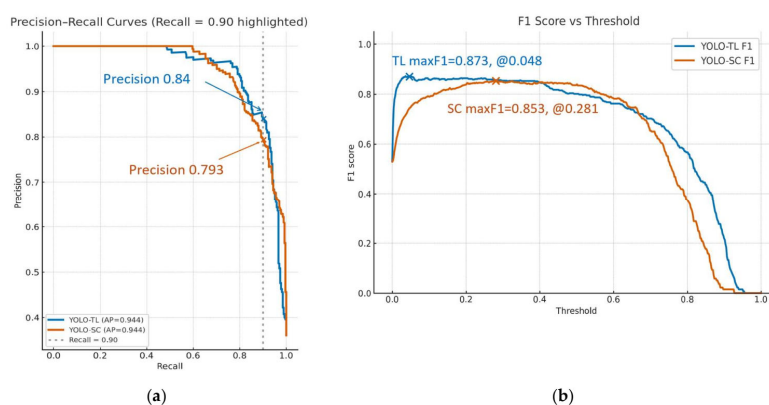 Precision–Recall Curves (Recall = 0.90 highlighted)
1.0
0.9
0.8
0.7
0.6
0.5
0.4
Precision
Precision 0.84
Precision 0.793
YOLO-TL (AP=0.944)
YOLO-SC (AP=0.944)
Recall = 0.90
0.0 0.2 0.4 0.6 0.8 1.0
Recall
(a)
F1 Score vs Threshold
1.0
0.8
0.6
0.4
0.2
0.0
F1 score
TL maxF1=0.873, @0.048
SC maxF1=0.853, @0.281
YOLO-TL F1
YOLO-SC F1
0.0 0.2 0.4 0.6 0.8 1.0
Threshold
(b)